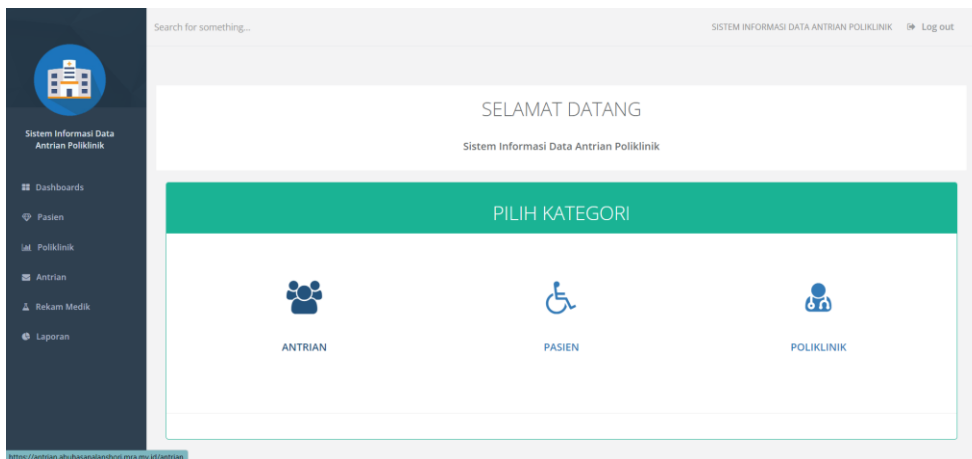 Search for something...
SISTEM INFORMASI DATA ANTRIAN POLIKLINIK
Log out
Sistem Informasi Data
Antrian Poliklinik
Dashboards
Pasien
Poliklinik
Antrian
Rekam Medik
Laporan
SELAMAT DATANG
Sistem Informasi Data Antrian Poliklinik
PILIH KATEGORI
ANTRIAN
PASIEN
POLIKLINIK